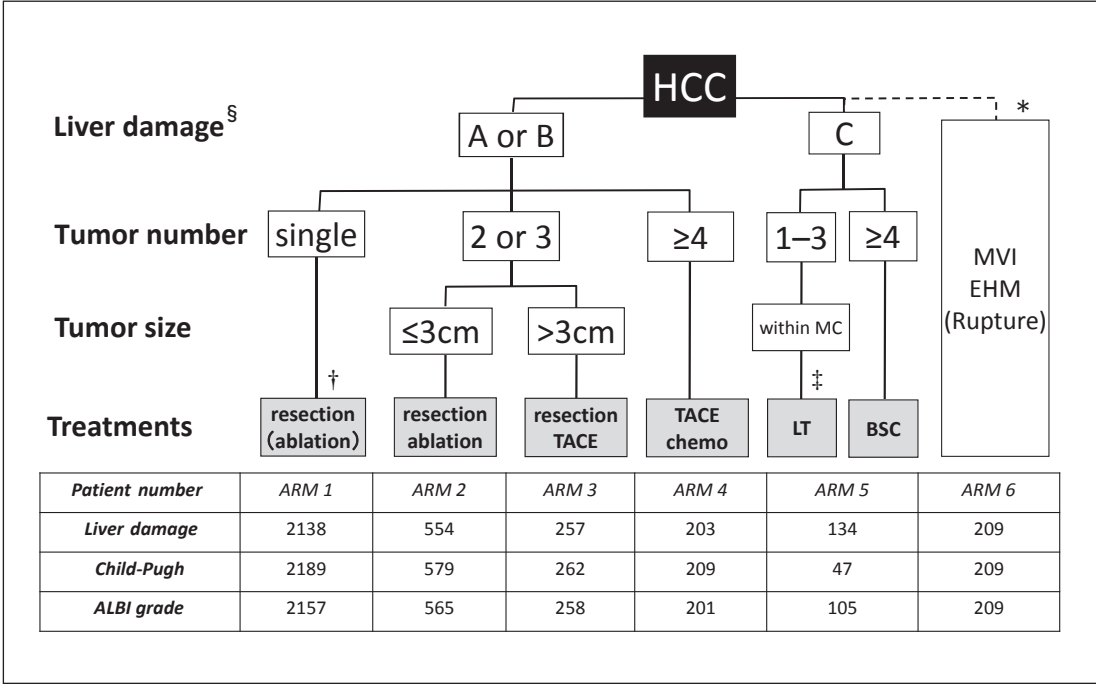 HCC
*
Liver damage§
A or B
C
Tumor number
single
2 or 3
≥4
1–3
≥4
MVI
EHM
(Rupture)
Tumor size
≤3cm
>3cm
within MC
†
‡
Treatments
resection
(ablation)
resection
ablation
resection
TACE
TACE
chemo
LT
BSC
Patient number ARM 1 ARM 2 ARM 3 ARM 4 ARM 5 ARM 6
Liver damage 2138 554 257 203 134 209
Child-Pugh 2189 579 262 209 47 209
ALBI grade 2157 565 258 201 105 209